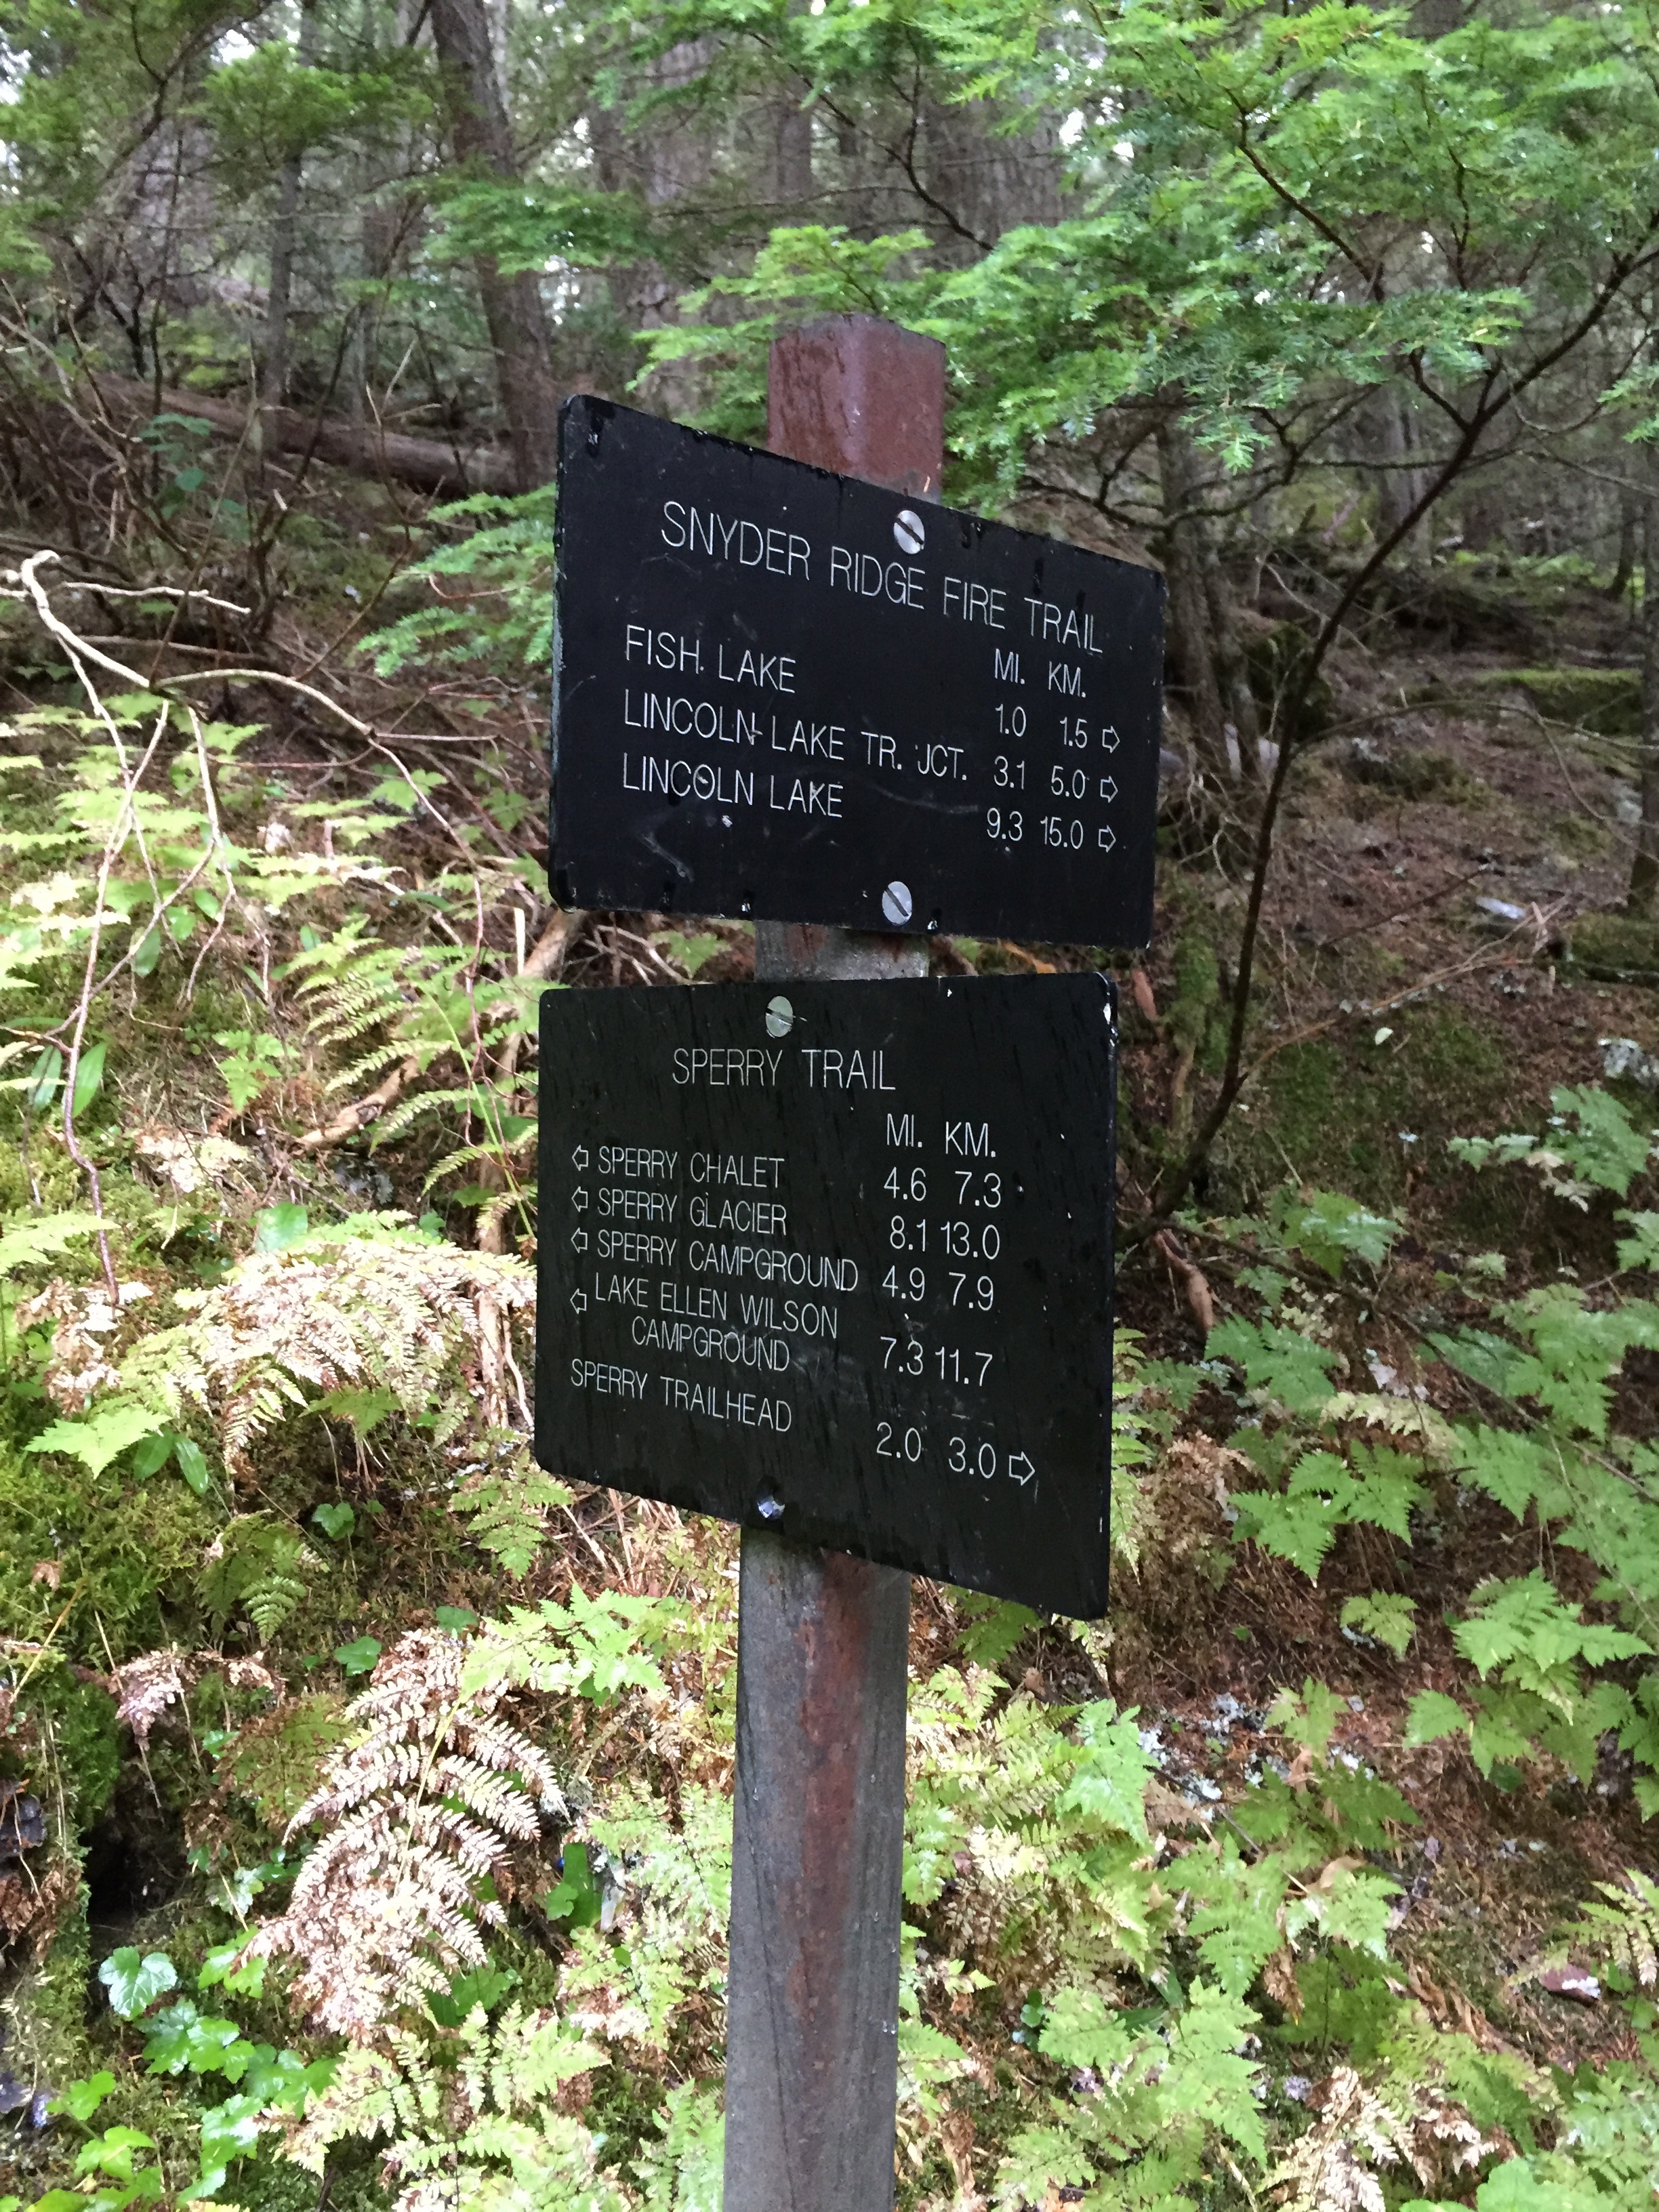 SNYDER RIDGE FIRE TRAIL
MI. KM.
FISH LAKE 1.0 1.5 ⇨
LINCOLN LAKE TR. JCT. 3.1 5.0 ⇨
LINCOLN LAKE 9.3 15.0 ⇨
SPERRY TRAIL
MI. KM.
⇦ SPERRY CHALET 4.6 7.3
⇦ SPERRY GLACIER 8.1 13.0
⇦ SPERRY CAMPGROUND 4.9 7.9
⇦ LAKE ELLEN WILSON
CAMPGROUND 7.3 11.7
SPERRY TRAILHEAD 2.0 3.0 ⇨